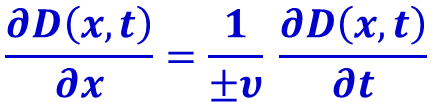 ∂D(x,t)/∂x = 1/±υ ∂D(x,t)/∂t